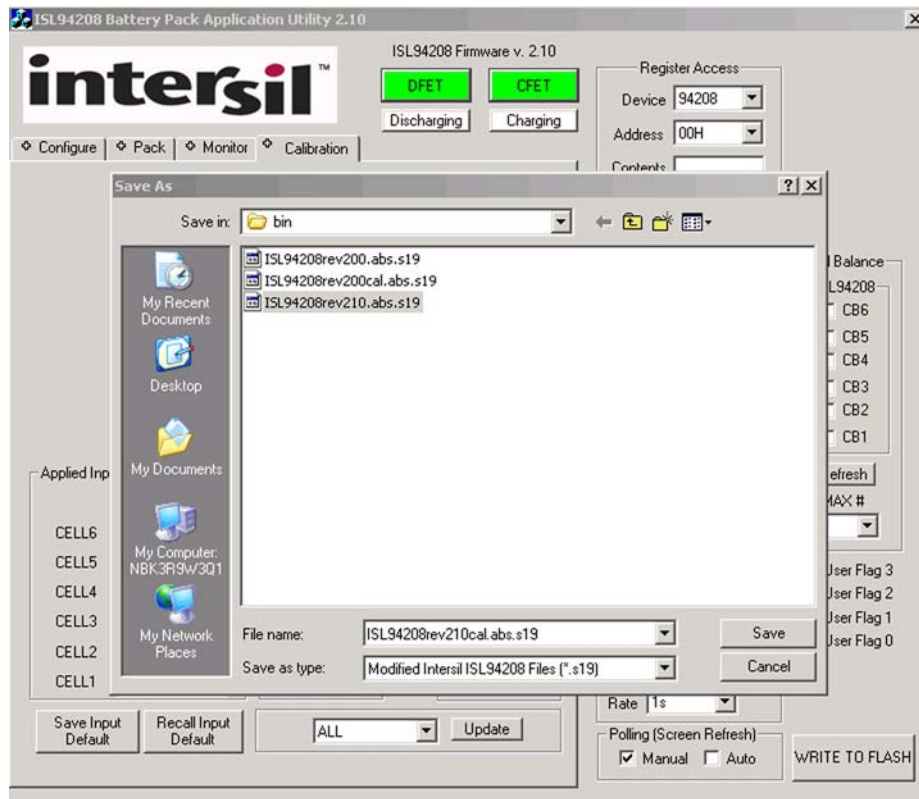 ISL94208 Battery Pack Application Utility 2.10
intersil™
ISL94208 Firmware v. 2.10
DFET CFET
Discharging Charging
Register Access
Device 94208
Address 00H
Contents
Configure Pack Monitor Calibration
Save As
Save in: bin
ISL94208rev200.abs.s19
ISL94208rev200cal.abs.s19
ISL94208rev210.abs.s19
My Recent
Documents
Desktop
My Documents
My Computer:
NBK3R9W3Q1
My Network
Places
File name: ISL94208rev210cal.abs.s19 Save
Save as type: Modified Intersil ISL94208 Files (*.s19) Cancel
Balance
L94208
CB6
CB5
CB4
CB3
CB2
CB1
efresh
MAX #
User Flag 3
User Flag 2
User Flag 1
User Flag 0
Applied Inp
CELL6
CELL5
CELL4
CELL3
CELL2
CELL1
Save Input
Default
Recall Input
Default
ALL Update
Rate 1s
Polling (Screen Refresh)
Manual Auto
WRITE TO FLASH